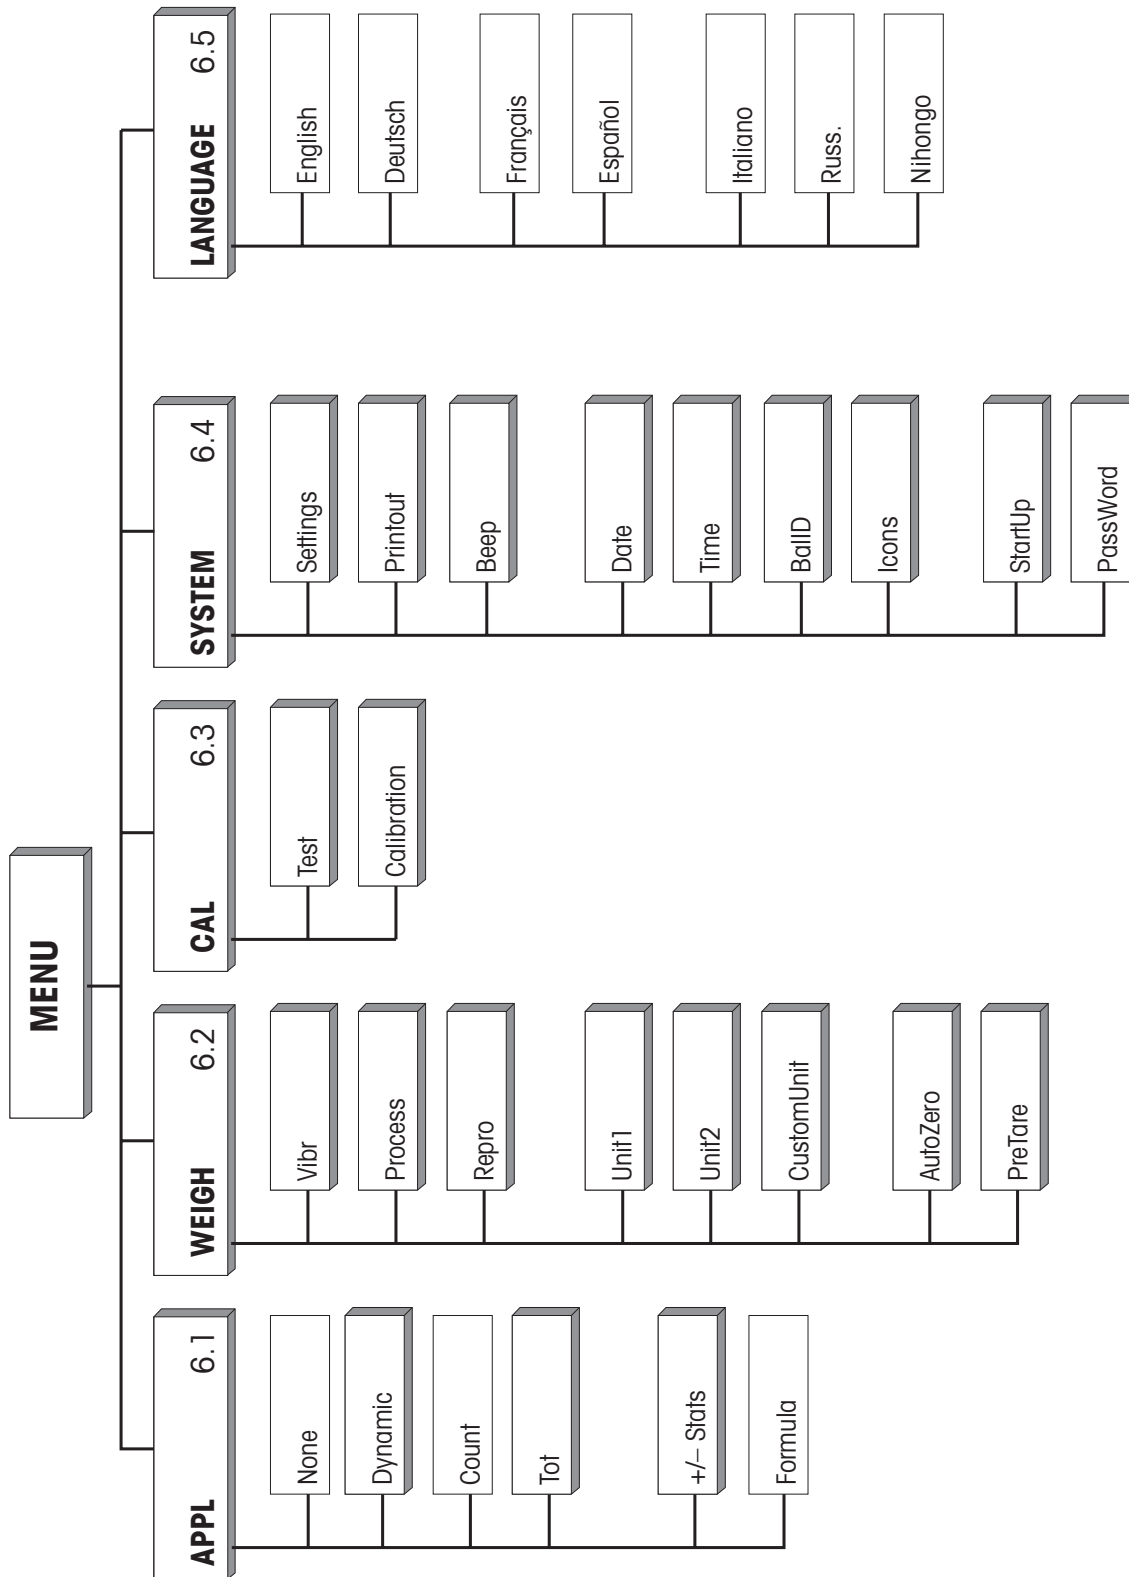 MENU
APPL 6.1
None
Dynamic
Count
Tot
+/– Stats
Formula
WEIGH 6.2
Vibr
Process
Repro
Unit1
Unit2
CustomUnit
AutoZero
PreTare
CAL 6.3
Test
Calibration
SYSTEM 6.4
Settings
Printout
Beep
Date
Time
BalID
Icons
StartUp
PassWord
LANGUAGE 6.5
English
Deutsch
Français
Español
Italiano
Russ.
Nihongo